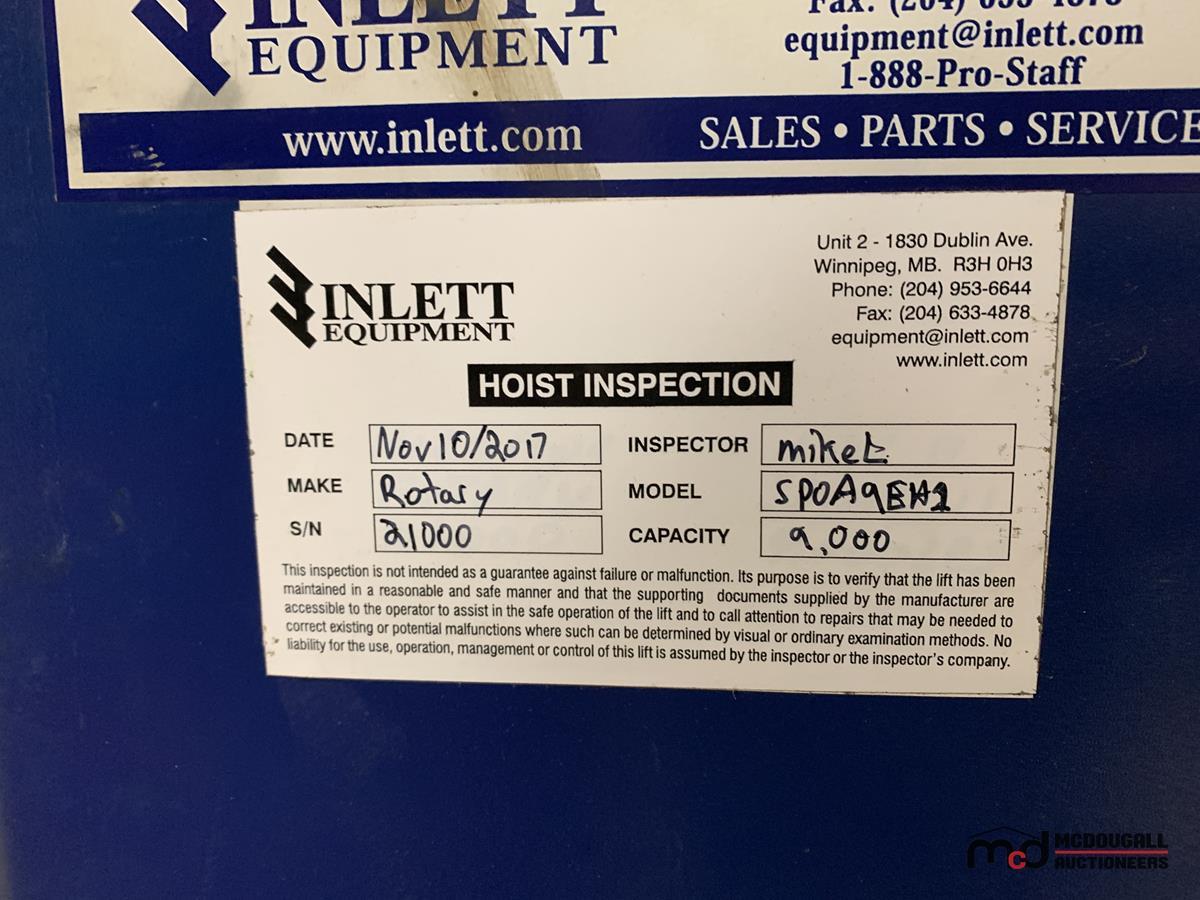 INLETT
EQUIPMENT
equipment@inlett.com
1-888-Pro-Staff
www.inlett.com
SALES • PARTS • SERVICE
INLETT
EQUIPMENT
Unit 2 - 1830 Dublin Ave.
Winnipeg, MB. R3H 0H3
Phone: (204) 953-6644
Fax: (204) 633-4878
equipment@inlett.com
www.inlett.com
HOIST INSPECTION
DATE Nov 10/2017 INSPECTOR
MAKE Rotary MODEL SPOA9EH1
S/N 21000 CAPACITY 9,000
This inspection is not intended as a guarantee against failure or malfunction. Its purpose is to verify that the lift has been
maintained in a reasonable and safe manner and that the supporting documents supplied by the manufacturer are
accessible to the operator to assist in the safe operation of the lift and to call attention to repairs that may be needed to
correct existing or potential malfunctions where such can be determined by visual or ordinary examination methods. No
liability for the use, operation, management or control of this lift is assumed by the inspector or the inspector's company.
mcd MCDOUGALL
AUCTIONEERS